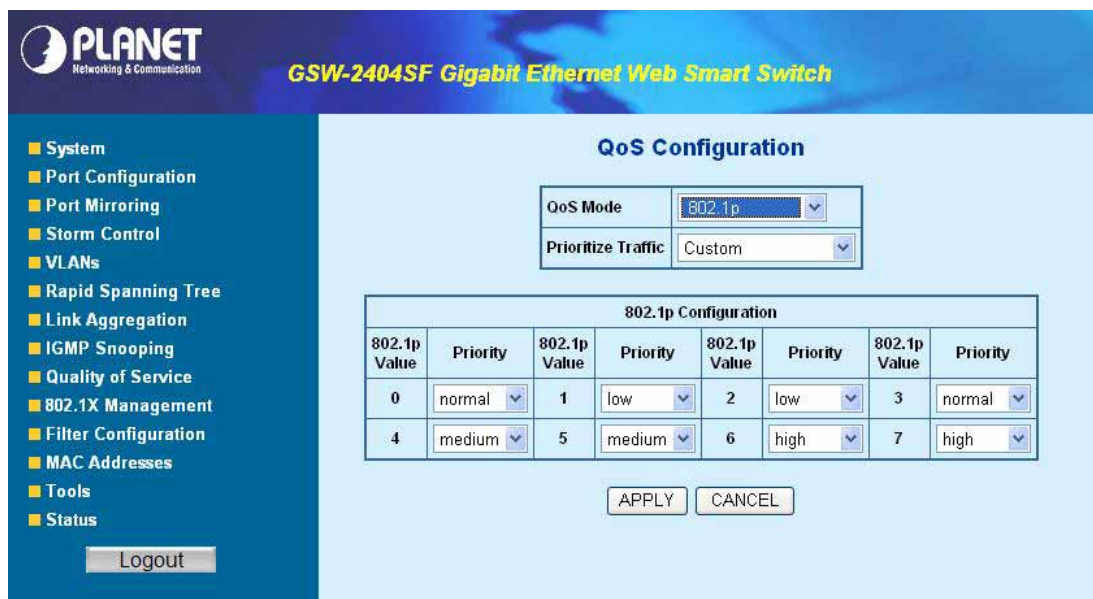 PLANET
Networking & Communication
GSW-2404SF Gigabit Ethernet Web Smart Switch
System
Port Configuration
Port Mirroring
Storm Control
VLANs
Rapid Spanning Tree
Link Aggregation
IGMP Snooping
Quality of Service
802.1X Management
Filter Configuration
MAC Addresses
Tools
Status
Logout
QoS Configuration
QoS Mode 802.1p
Prioritize Traffic Custom
802.1p Configuration
802.1p Value Priority 802.1p Value Priority 802.1p Value Priority 802.1p Value Priority
0 normal 1 low 2 low 3 normal
4 medium 5 medium 6 high 7 high
APPLY CANCEL